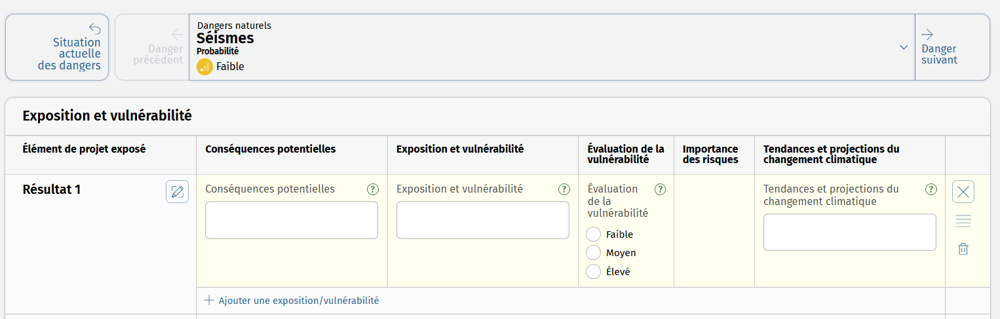 Situation
actuelle
des dangers
Danger
précédent
Dangers naturels
Séismes
Probabilité
Faible
Danger
suivant
Exposition et vulnérabilité
Élément de projet exposé
Conséquences potentielles
Exposition et vulnérabilité
Évaluation de la
vulnérabilité
Importance
des risques
Tendances et projections du
changement climatique
Résultat 1
Conséquences potentielles ?
Exposition et vulnérabilité ?
Évaluation ?
de la
vulnérabilité
Faible
Moyen
Élevé
Tendances et projections du ?
changement climatique
Ajouter une exposition/vulnérabilité